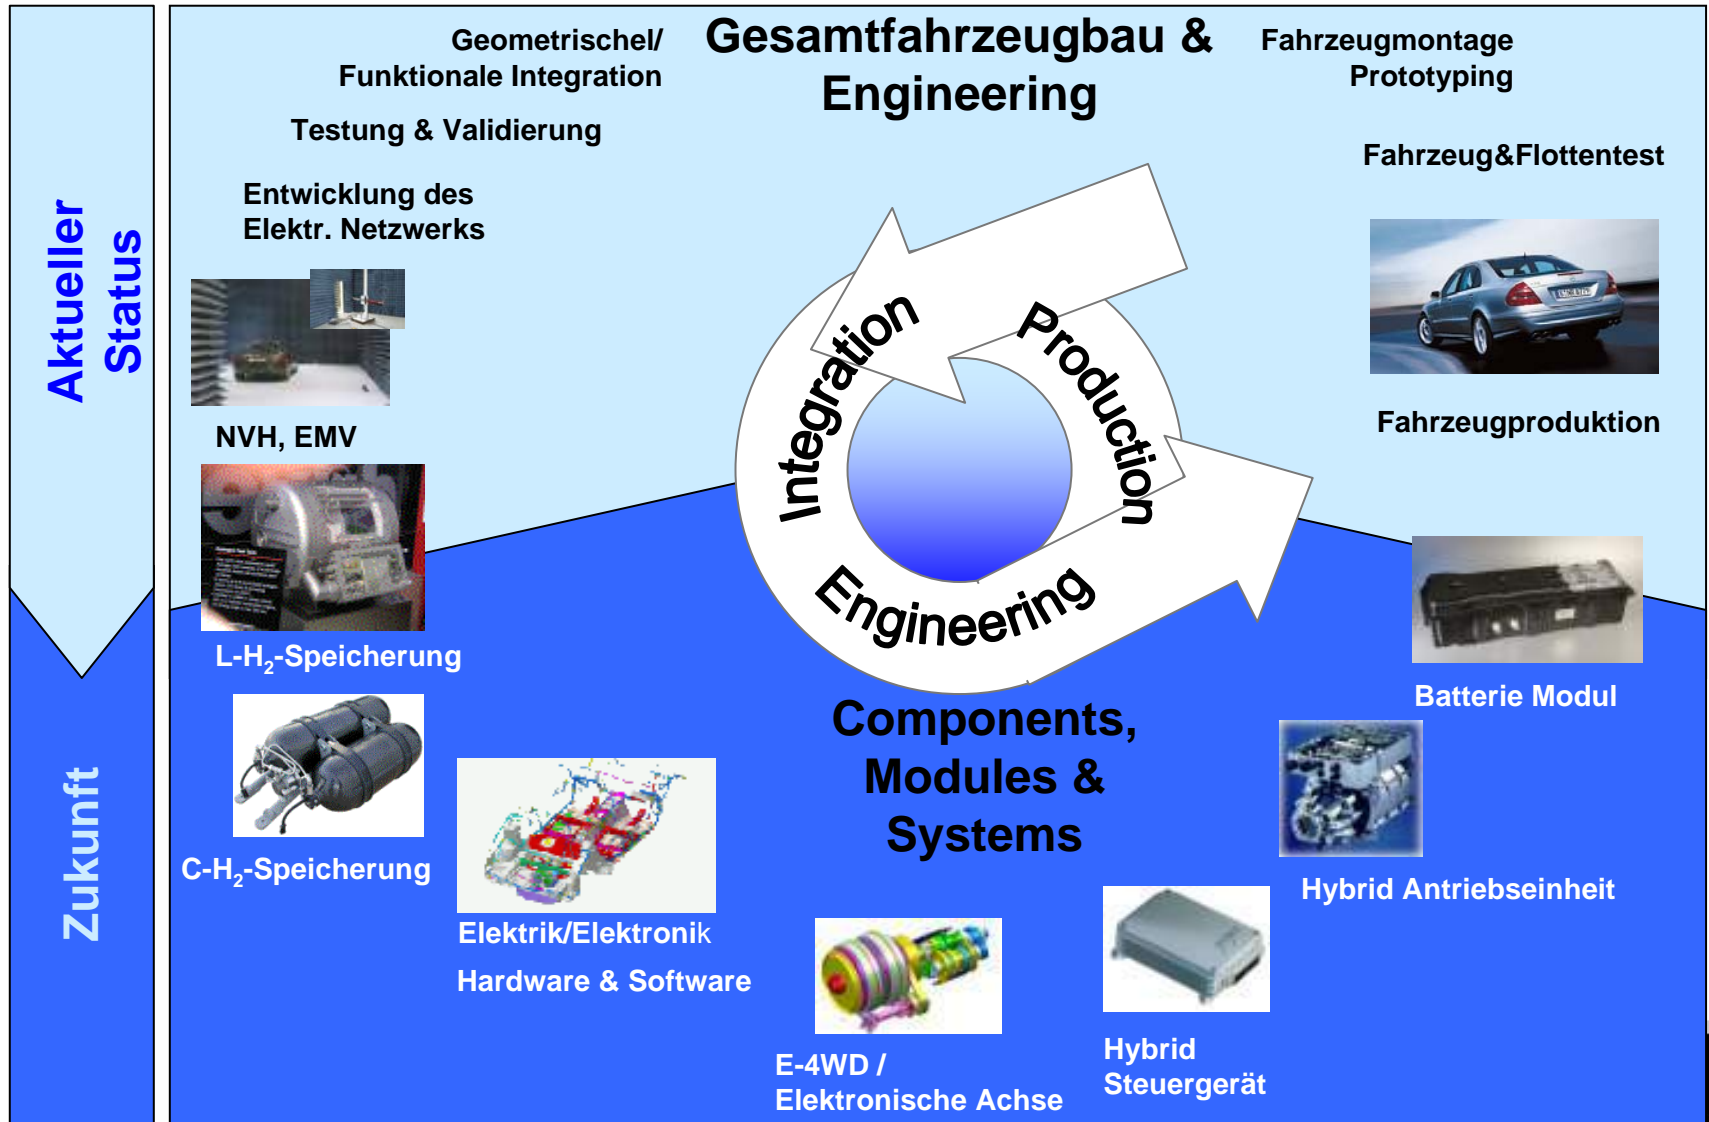 Aktueller
Status
Zukunft
Gesamtfahrzeugbau &
Engineering
Geometrischel/
Funktionale Integration
Testung & Validierung
Entwicklung des
Elektr. Netzwerks
NVH, EMV
L-H₂-Speicherung
C-H₂-Speicherung
Elektrik/Elektronik
Hardware & Software
E-4WD /
Elektronische Achse
Hybrid
Steuergerät
Hybrid Antriebseinheit
Batterie Modul
Fahrzeugproduktion
Fahrzeug&Flottentest
Fahrzeugmontage
Prototyping
Integration
Production
Engineering
Components,
Modules &
Systems